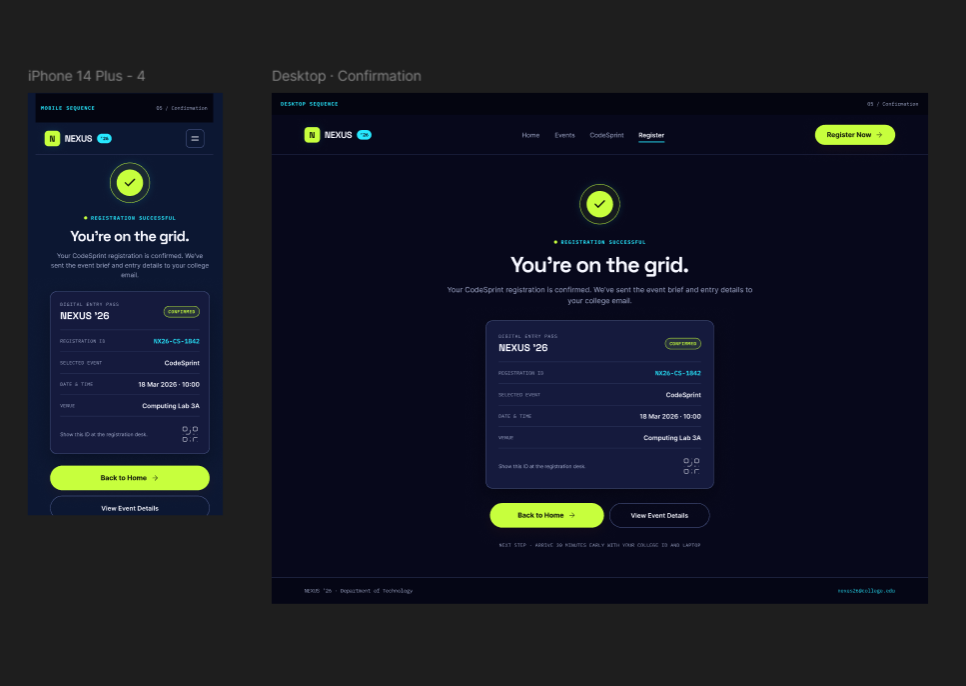 iPhone 14 Plus - 4
MOBILE SEQUENCE
05 / Confirmation
N NEXUS '26
REGISTRATION SUCCESSFUL
You're on the grid.
Your CodeSprint registration is confirmed. We've
sent the event brief and entry details to your college
email.
DIGITAL ENTRY PASS
NEXUS '26
CONFIRMED
REGISTRATION ID NX26-CS-1842
SELECTED EVENT CodeSprint
DATE & TIME 18 Mar 2026 · 10:00
VENUE Computing Lab 3A
Show this ID at the registration desk.
Back to Home →
View Event Details
Desktop · Confirmation
DESKTOP SEQUENCE
05 / Confirmation
N NEXUS '26
Home Events CodeSprint Register
Register Now →
REGISTRATION SUCCESSFUL
You're on the grid.
Your CodeSprint registration is confirmed. We've sent the event brief and entry details to
your college email.
DIGITAL ENTRY PASS
NEXUS '26
CONFIRMED
REGISTRATION ID NX26-CS-1842
SELECTED EVENT CodeSprint
DATE & TIME 18 Mar 2026 · 10:00
VENUE Computing Lab 3A
Show this ID at the registration desk.
Back to Home →
View Event Details
NEXT STEP · ARRIVE 30 MINUTES EARLY WITH YOUR COLLEGE ID AND LAPTOP
NEXUS '26 · Department of Technology
nexus26@college.edu